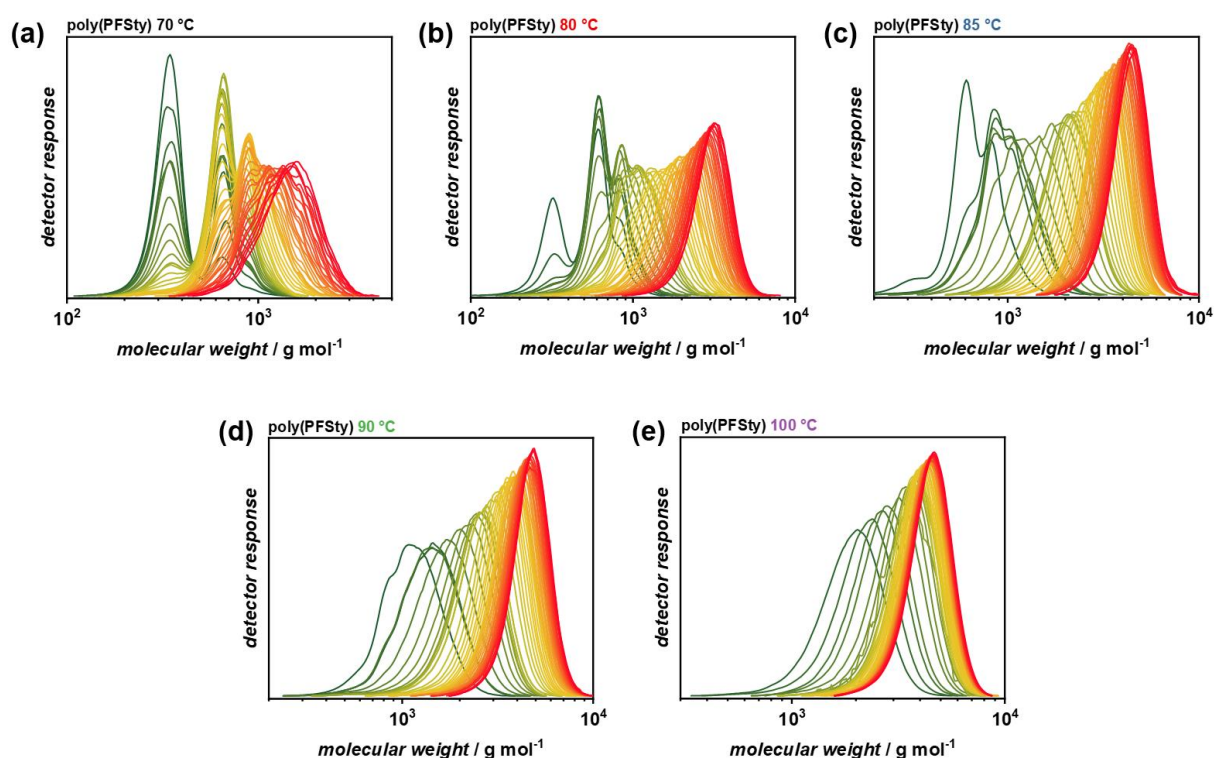 (a) poly(PFSty) 70 °C
detector response
10² 10³
molecular weight / g mol⁻¹
(b) poly(PFSty) 80 °C
detector response
10² 10³ 10⁴
molecular weight / g mol⁻¹
(c) poly(PFSty) 85 °C
detector response
10³ 10⁴
molecular weight / g mol⁻¹
(d) poly(PFSty) 90 °C
detector response
10³ 10⁴
molecular weight / g mol⁻¹
(e) poly(PFSty) 100 °C
detector response
10³ 10⁴
molecular weight / g mol⁻¹